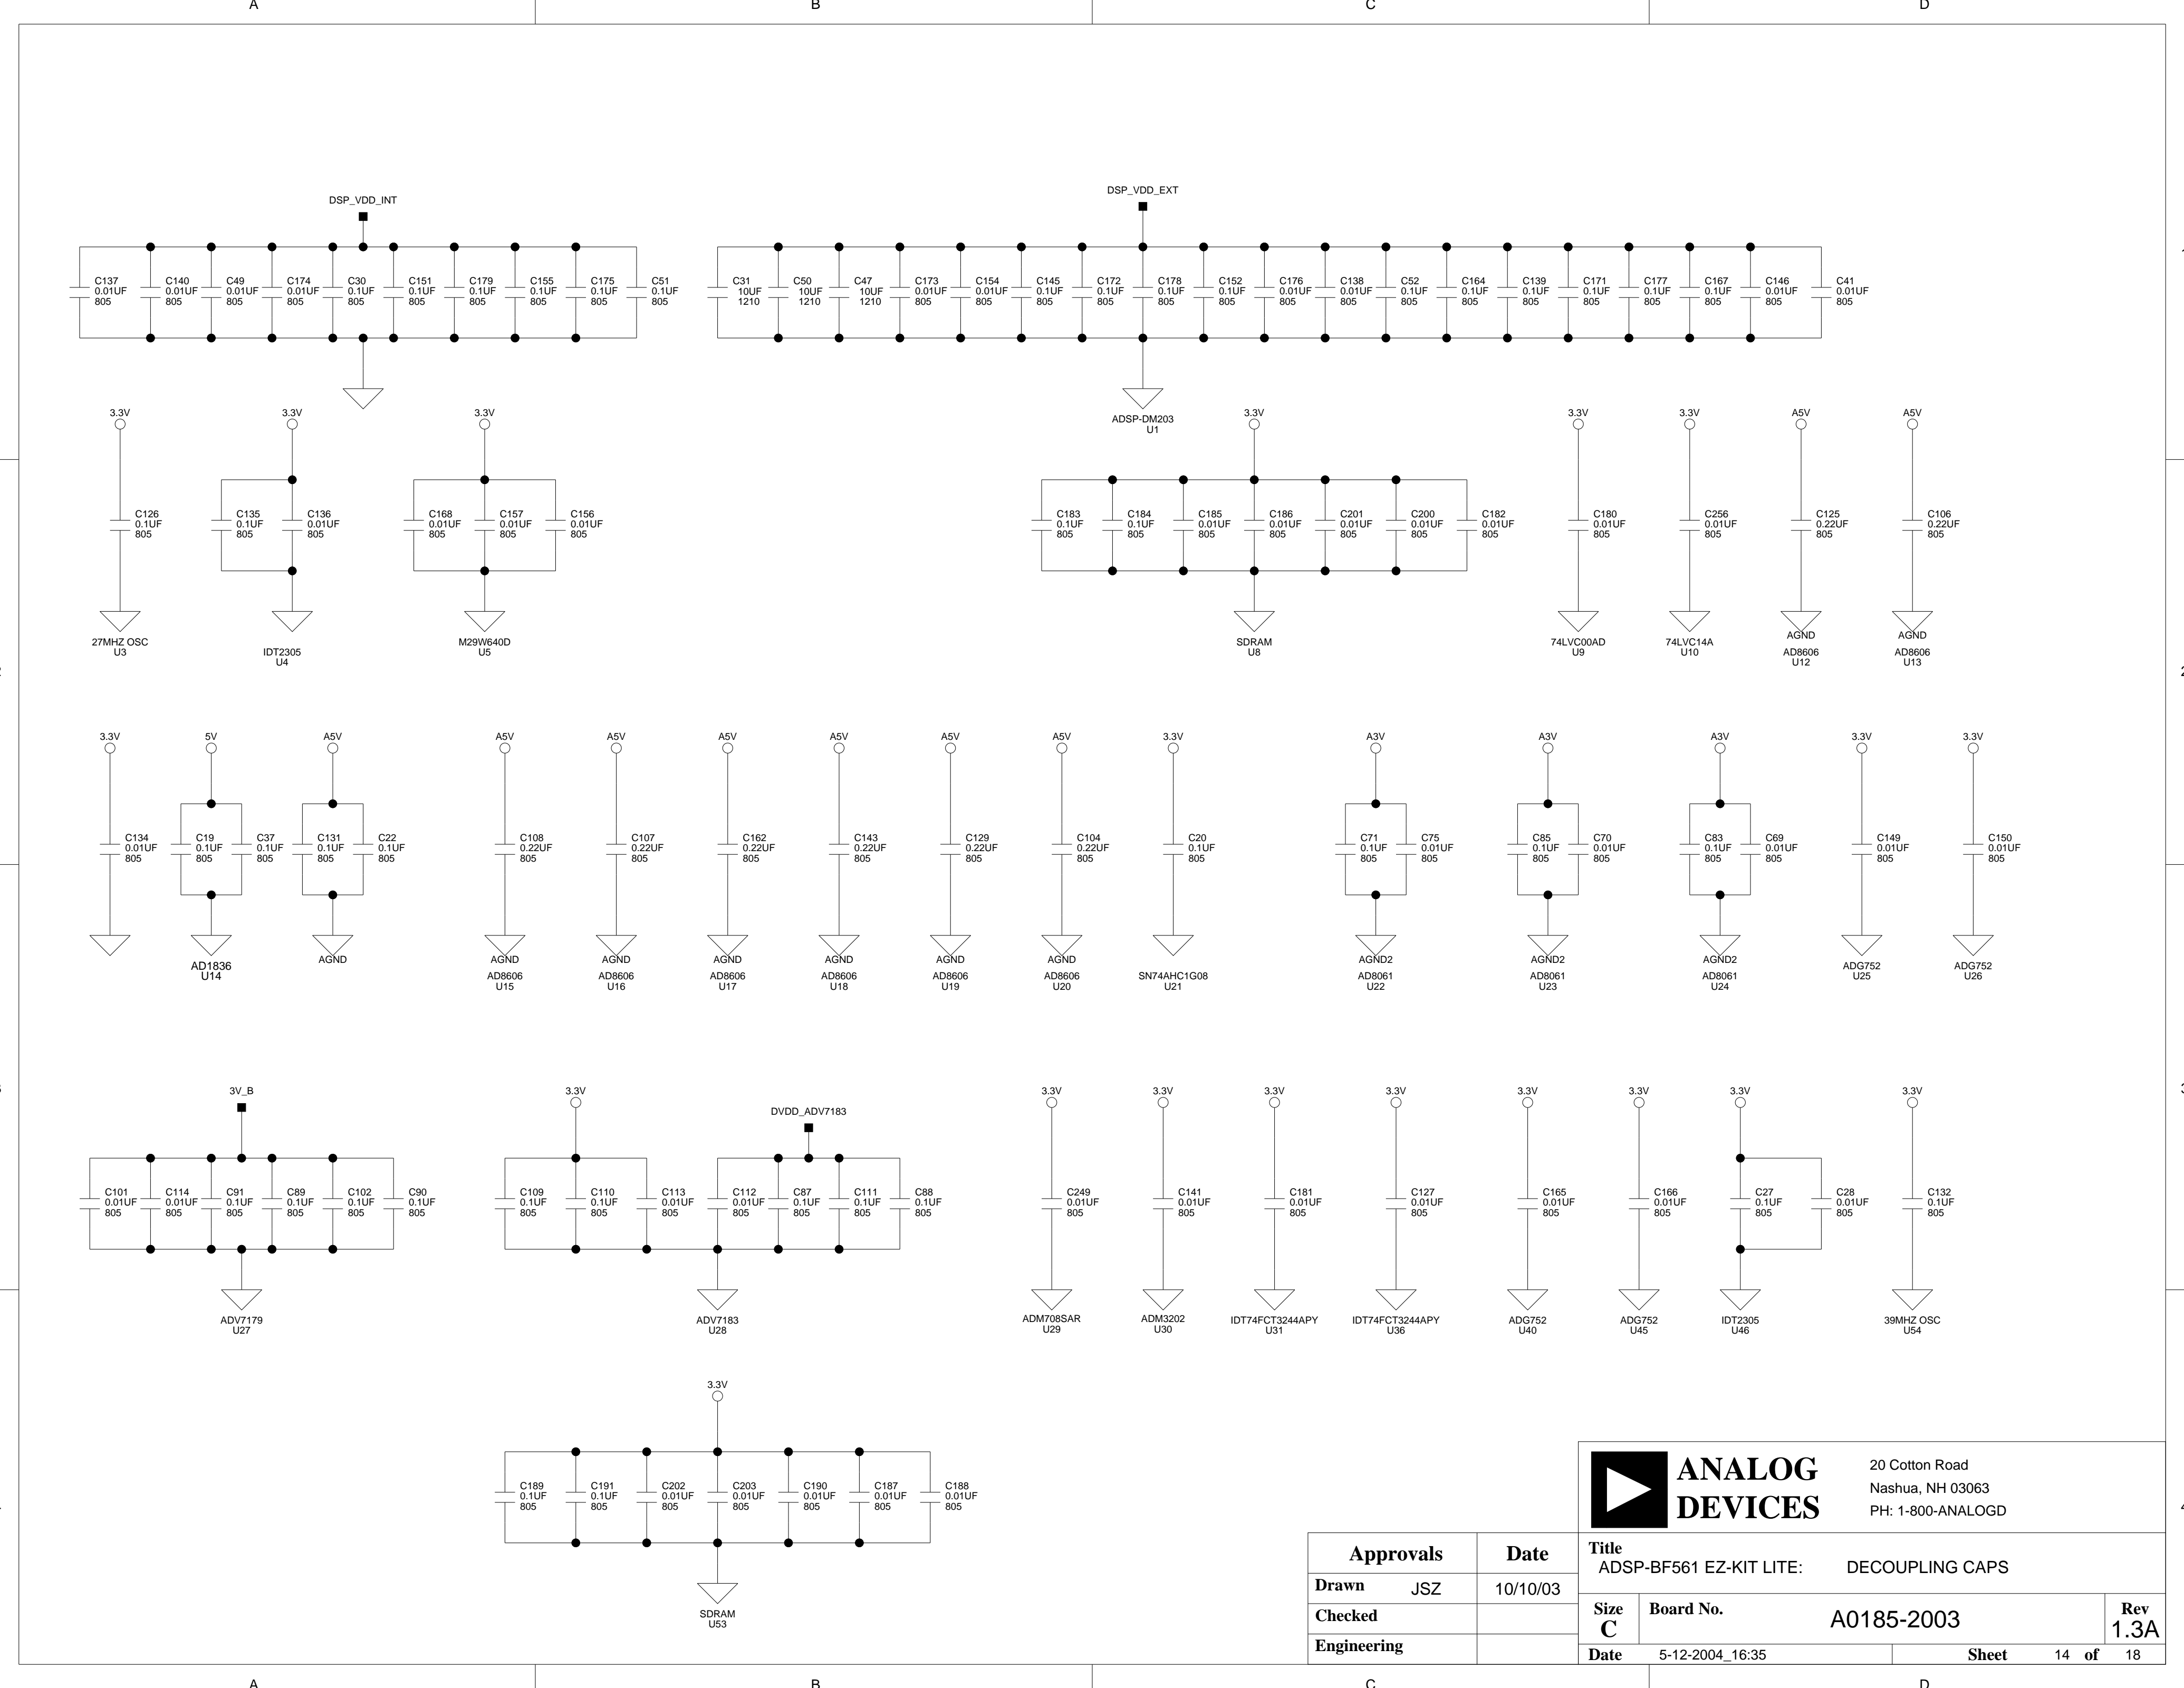 A B C D
DSP_VDD_INT
DSP_VDD_EXT
1
C137 C140 C49 C174 C30 C151 C179 C155 C175 C51 C31 C50 C47 C173 C154 C145 C172 C178 C152 C176 C138 C52 C164 C139 C171 C177 C167 C146 C41
0.01UF 0.01UF 0.01UF 0.01UF 0.1UF 0.1UF 0.1UF 0.1UF 0.1UF 0.1UF 10UF 10UF 10UF 0.01UF 0.01UF 0.1UF 0.1UF 0.1UF 0.1UF 0.01UF 0.01UF 0.1UF 0.1UF 0.1UF 0.1UF 0.1UF 0.1UF 0.01UF 0.01UF
805 805 805 805 805 805 805 805 805 805 1210 1210 1210 805 805 805 805 805 805 805 805 805 805 805 805 805 805 805 805
ADSP-DM203
U1
3.3V 3.3V 3.3V 3.3V 3.3V 3.3V A5V A5V
C126 C135 C136 C168 C157 C156 C183 C184 C185 C186 C201 C200 C182 C180 C256 C125 C106
0.1UF 0.1UF 0.01UF 0.01UF 0.01UF 0.01UF 0.1UF 0.1UF 0.01UF 0.01UF 0.01UF 0.01UF 0.01UF 0.01UF 0.01UF 0.22UF 0.22UF
805 805 805 805 805 805 805 805 805 805 805 805 805 805 805 805 805
AGND AGND
27MHZ OSC IDT2305 M29W640D SDRAM 74LVC00AD 74LVC14A AD8606 AD8606
U3 U4 U5 U8 U9 U10 U12 U13
2
3.3V 5V A5V A5V A5V A5V A5V A5V A5V 3.3V A3V A3V A3V 3.3V 3.3V
C134 C19 C37 C131 C22 C108 C107 C162 C143 C129 C104 C20 C71 C75 C85 C70 C83 C69 C149 C150
0.01UF 0.1UF 0.1UF 0.1UF 0.1UF 0.22UF 0.22UF 0.22UF 0.22UF 0.22UF 0.22UF 0.1UF 0.1UF 0.01UF 0.1UF 0.01UF 0.1UF 0.01UF 0.01UF 0.01UF
805 805 805 805 805 805 805 805 805 805 805 805 805 805 805 805 805 805 805 805
AGND AGND AGND AGND AGND AGND AGND AGND2 AGND2 AGND2
AD1836 AD8606 AD8606 AD8606 AD8606 AD8606 AD8606 SN74AHC1G08 AD8061 AD8061 AD8061 ADG752 ADG752
U14 U15 U16 U17 U18 U19 U20 U21 U22 U23 U24 U25 U26
3
3V_B 3.3V DVDD_ADV7183 3.3V 3.3V 3.3V 3.3V 3.3V 3.3V 3.3V 3.3V
C101 C114 C91 C89 C102 C90 C109 C110 C113 C112 C87 C111 C88 C249 C141 C181 C127 C165 C166 C27 C28 C132
0.01UF 0.01UF 0.1UF 0.1UF 0.01UF 0.1UF 0.1UF 0.1UF 0.01UF 0.01UF 0.1UF 0.1UF 0.1UF 0.01UF 0.01UF 0.01UF 0.01UF 0.01UF 0.01UF 0.1UF 0.01UF 0.1UF
805 805 805 805 805 805 805 805 805 805 805 805 805 805 805 805 805 805 805 805 805 805
ADV7179 ADV7183 ADM708SAR ADM3202 IDT74FCT3244APY IDT74FCT3244APY ADG752 ADG752 IDT2305 39MHZ OSC
U27 U28 U29 U30 U31 U36 U40 U45 U46 U54
3.3V
C189 C191 C202 C203 C190 C187 C188
0.1UF 0.1UF 0.01UF 0.01UF 0.01UF 0.01UF 0.01UF
805 805 805 805 805 805 805
SDRAM
U53
4
ANALOG
DEVICES
20 Cotton Road
Nashua, NH 03063
PH: 1-800-ANALOGD
Approvals Date
Drawn JSZ 10/10/03
Checked
Engineering
Title
ADSP-BF561 EZ-KIT LITE: DECOUPLING CAPS
Size C Board No. A0185-2003 Rev 1.3A
Date 5-12-2004_16:35 Sheet 14 of 18
A B C D